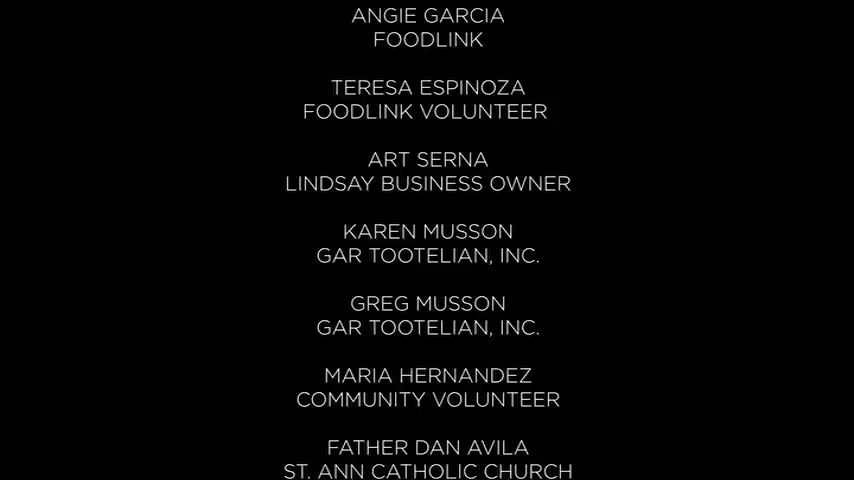 ANGIE GARCIA
FOODLINK
TERESA ESPINOZA
FOODLINK VOLUNTEER
ART SERNA
LINDSAY BUSINESS OWNER
KAREN MUSSON
GAR TOOTELIAN, INC.
GREG MUSSON
GAR TOOTELIAN, INC.
MARIA HERNANDEZ
COMMUNITY VOLUNTEER
FATHER DAN AVILA
ST. ANN CATHOLIC CHURCH